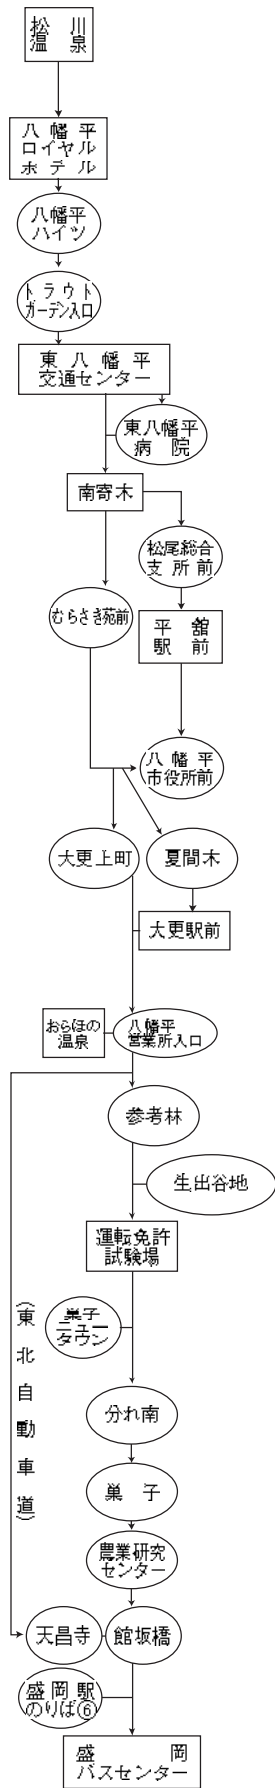 松川
温泉
八幡平
ロイヤル
ホテル
八幡平
ハイツ
トラウト
ガーデン入口
東八幡平
交通センター
東八幡平
病院
南寄木
松尾総合
支所前
むらさき苑前
平舘
駅前
八幡平
市役所前
大更上町
夏間木
大更駅前
おらほの
温泉
八幡平
営業所入口
参考林
生出谷地
運転免許
試験場
巣子
ニュー
タウン
(東北自動車道)
分れ南
巣子
農業研究
センター
天昌寺
館坂橋
盛岡駅
のりば⑥
盛岡
バスセンター